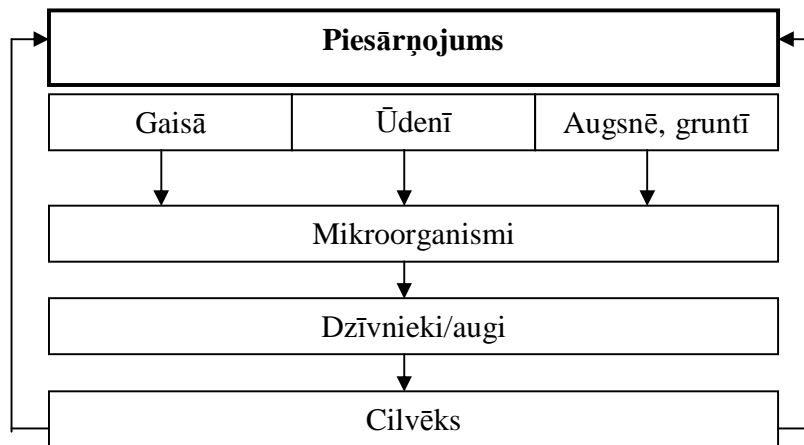 Piesārņojums
Gaisā Ūdenī Augsnē, gruntī
Mikroorganismi
Dzīvnieki/augi
Cilvēks